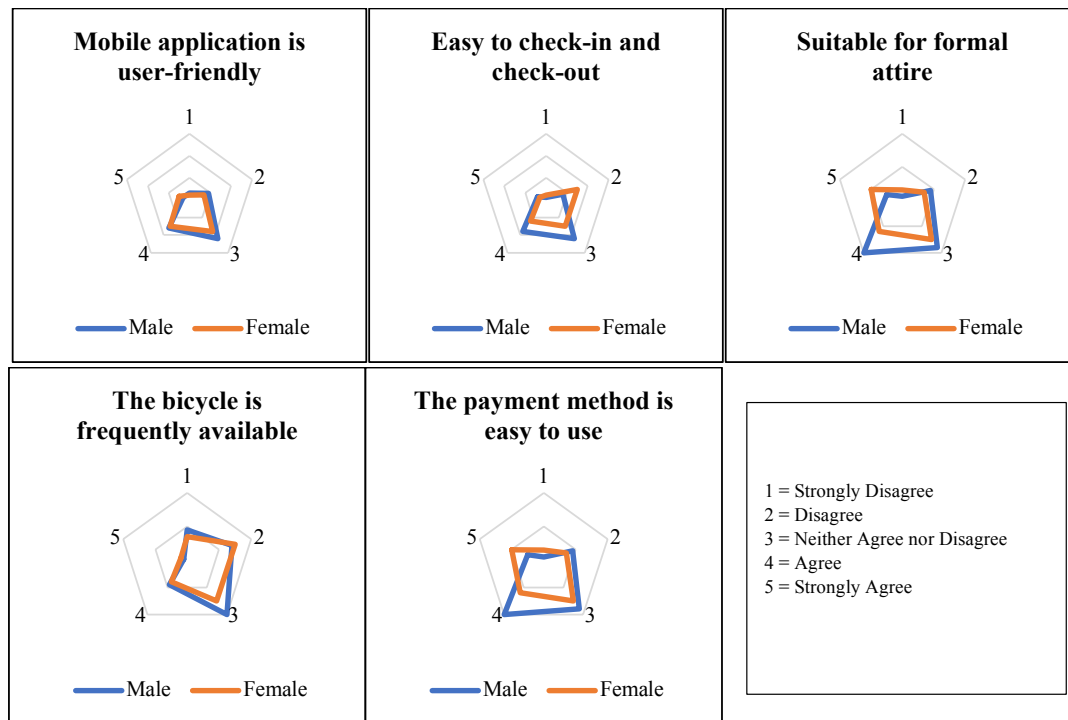 Mobile application is
user-friendly
1
2
3
4
5
Male
Female
Easy to check-in and
check-out
1
2
3
4
5
Male
Female
Suitable for formal
attire
1
2
3
4
5
Male
Female
The bicycle is
frequently available
1
2
3
4
5
Male
Female
The payment method is
easy to use
1
2
3
4
5
Male
Female
1 = Strongly Disagree
2 = Disagree
3 = Neither Agree nor Disagree
4 = Agree
5 = Strongly Agree